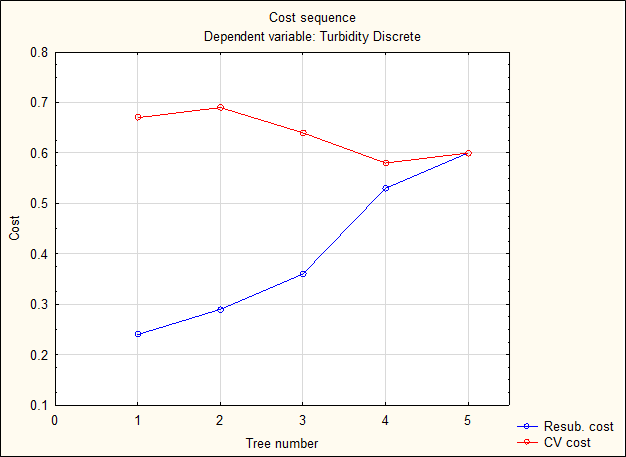 Cost sequence
Dependent variable: Turbidity Discrete
0.8
0.7
0.6
0.5
0.4
0.3
0.2
0.1
Cost
0 1 2 3 4 5
Tree number
Resub. cost
CV cost